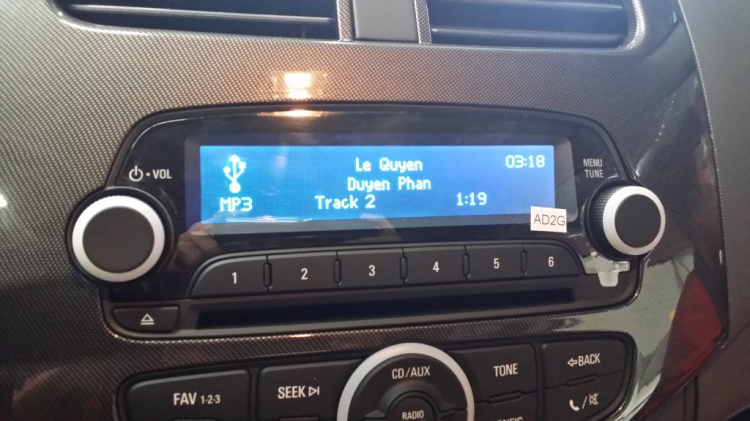 Le Quyen 03:18
Duyen Phan
MP3 Track 2 1:19
VOL
MENU
TUNE
AD2G
1 2 3 4 5 6
FAV 1-2-3
SEEK
CD/AUX
RADIO
TONE
BACK